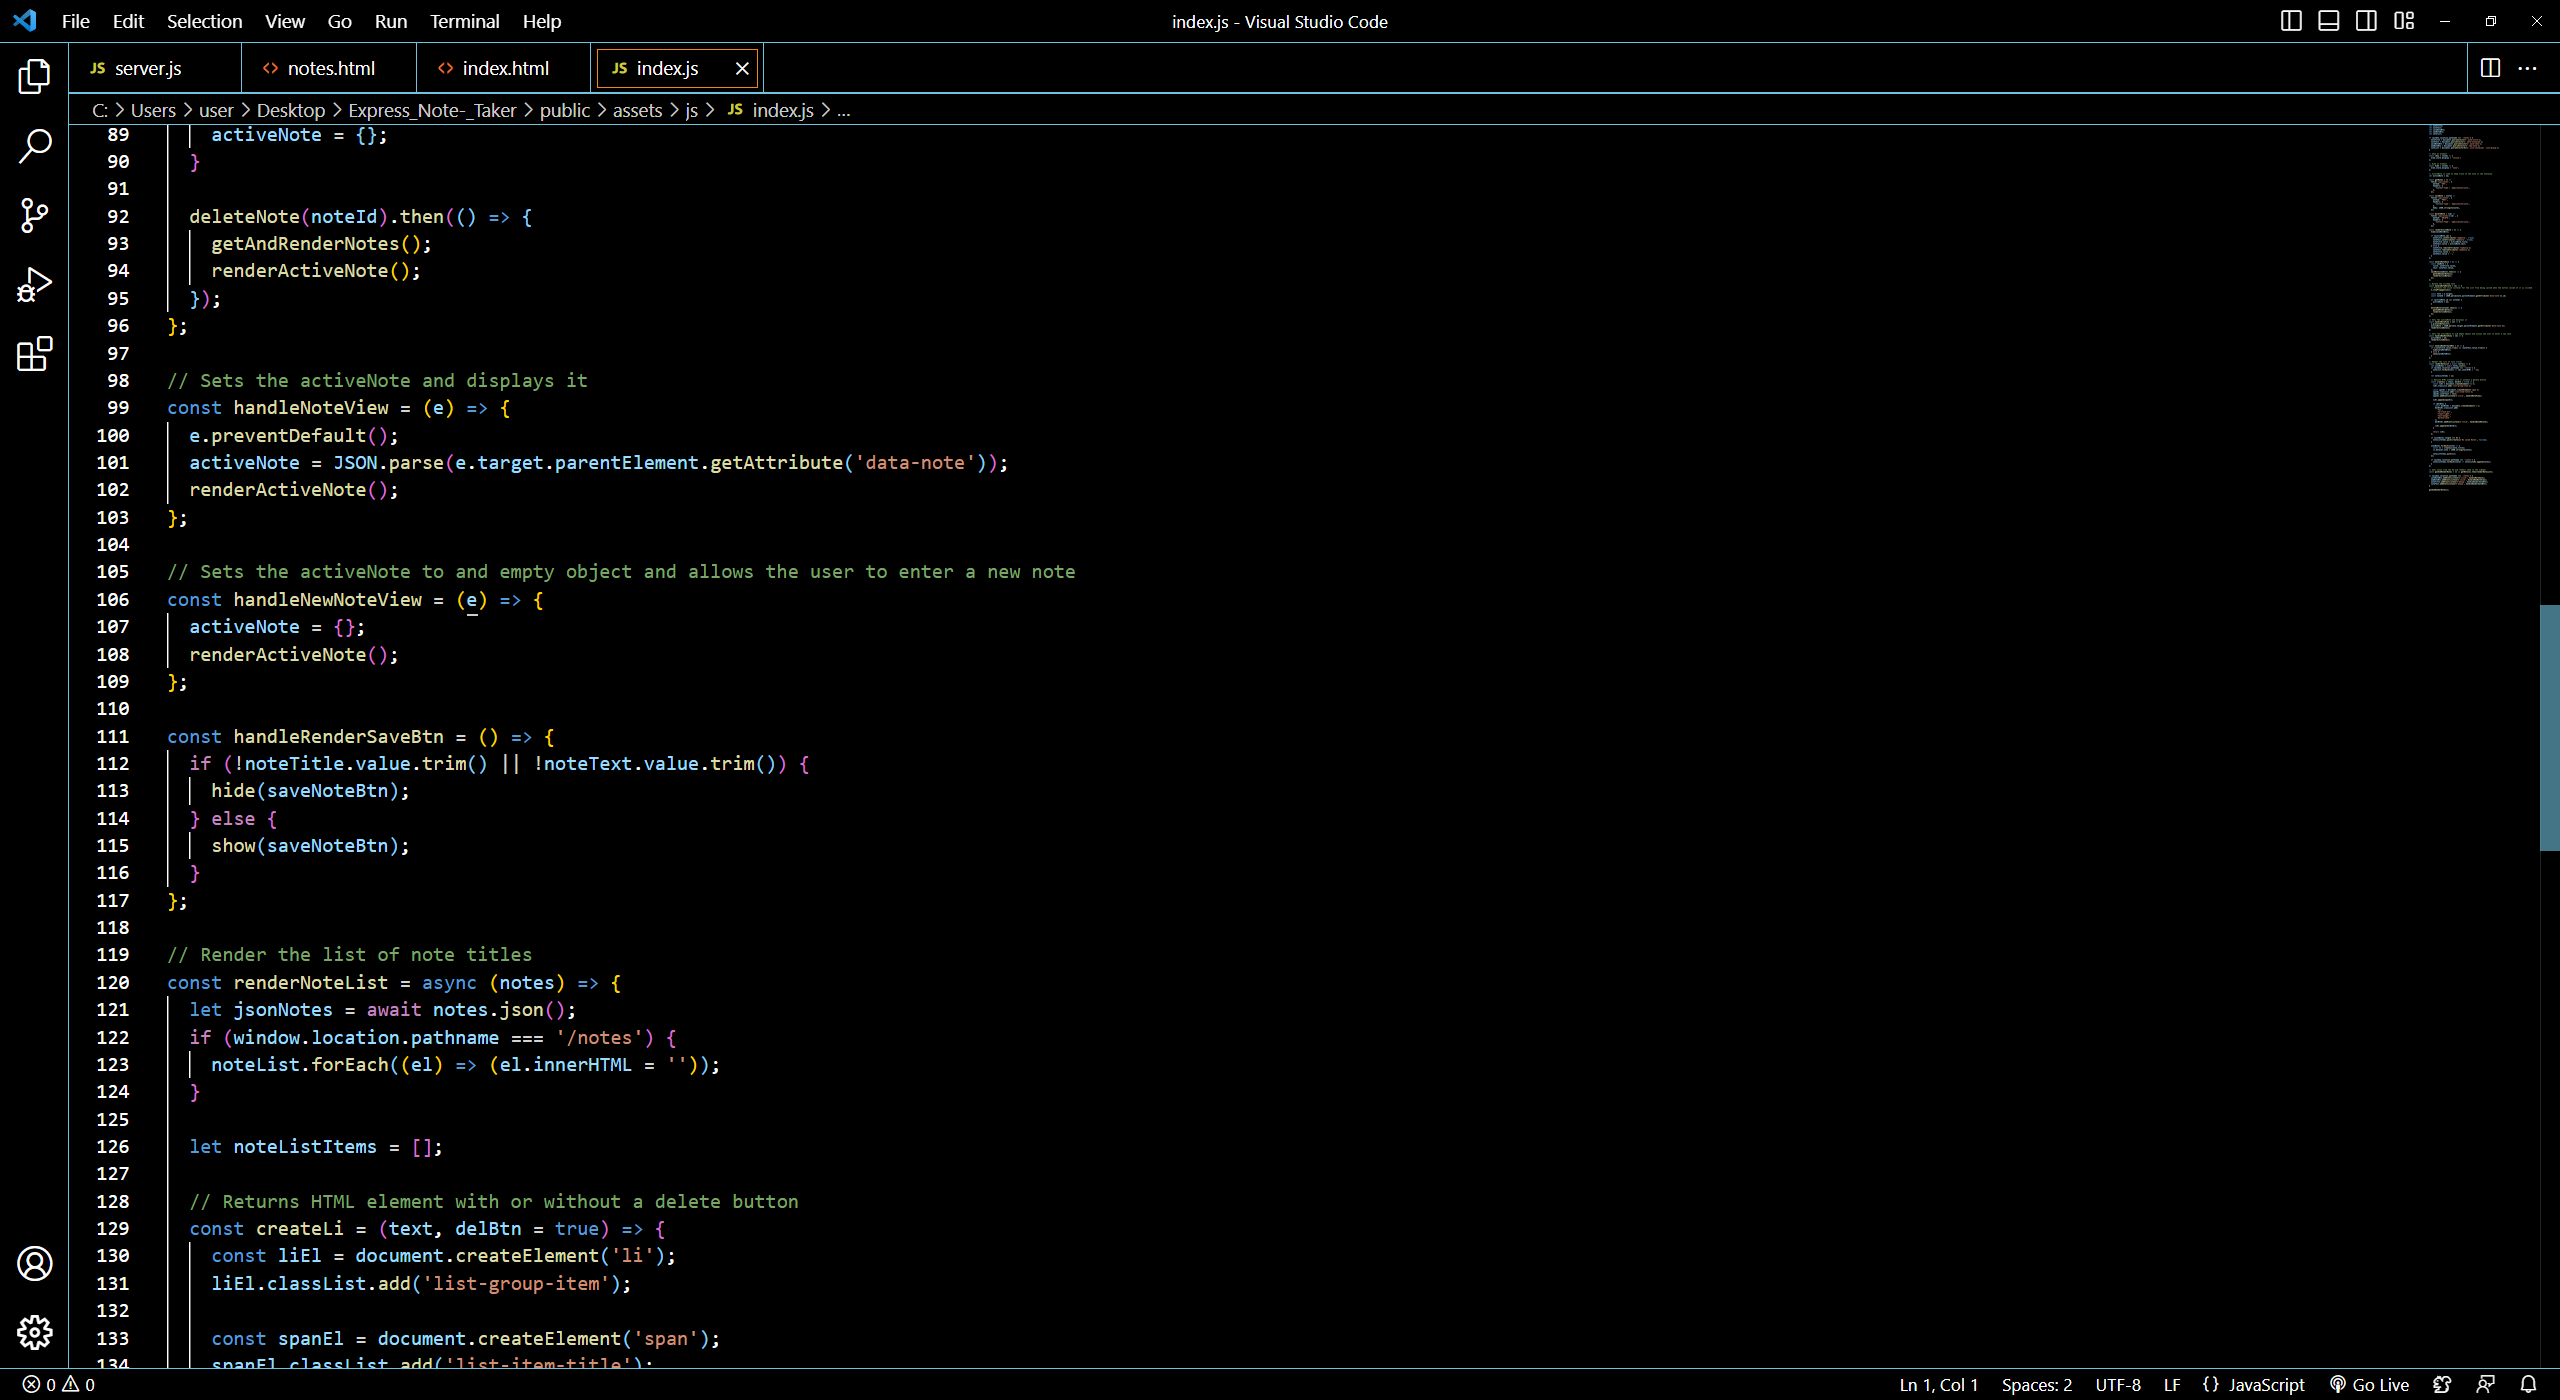 File Edit Selection View Go Run Terminal Help
index.js - Visual Studio Code
JS server.js
<> notes.html
<> index.html
JS index.js
C: > Users > user > Desktop > Express_Note-_Taker > public > assets > js > JS index.js > ...
89 activeNote = {};
90 }
91
92 deleteNote(noteId).then(() => {
93 getAndRenderNotes();
94 renderActiveNote();
95 });
96 };
97
98 // Sets the activeNote and displays it
99 const handleNoteView = (e) => {
100 e.preventDefault();
101 activeNote = JSON.parse(e.target.parentElement.getAttribute('data-note'));
102 renderActiveNote();
103 };
104
105 // Sets the activeNote to and empty object and allows the user to enter a new note
106 const handleNewNoteView = (e) => {
107 activeNote = {};
108 renderActiveNote();
109 };
110
111 const handleRenderSaveBtn = () => {
112 if (!noteTitle.value.trim() || !noteText.value.trim()) {
113 hide(saveNoteBtn);
114 } else {
115 show(saveNoteBtn);
116 }
117 };
118
119 // Render the list of note titles
120 const renderNoteList = async (notes) => {
121 let jsonNotes = await notes.json();
122 if (window.location.pathname === '/notes') {
123 noteList.forEach((el) => (el.innerHTML = ''));
124 }
125
126 let noteListItems = [];
127
128 // Returns HTML element with or without a delete button
129 const createLi = (text, delBtn = true) => {
130 const liEl = document.createElement('li');
131 liEl.classList.add('list-group-item');
132
133 const spanEl = document.createElement('span');
134 spanEl.classList.add('list-item-title');
0 0
Ln 1, Col 1 Spaces: 2 UTF-8 LF {} JavaScript Go Live